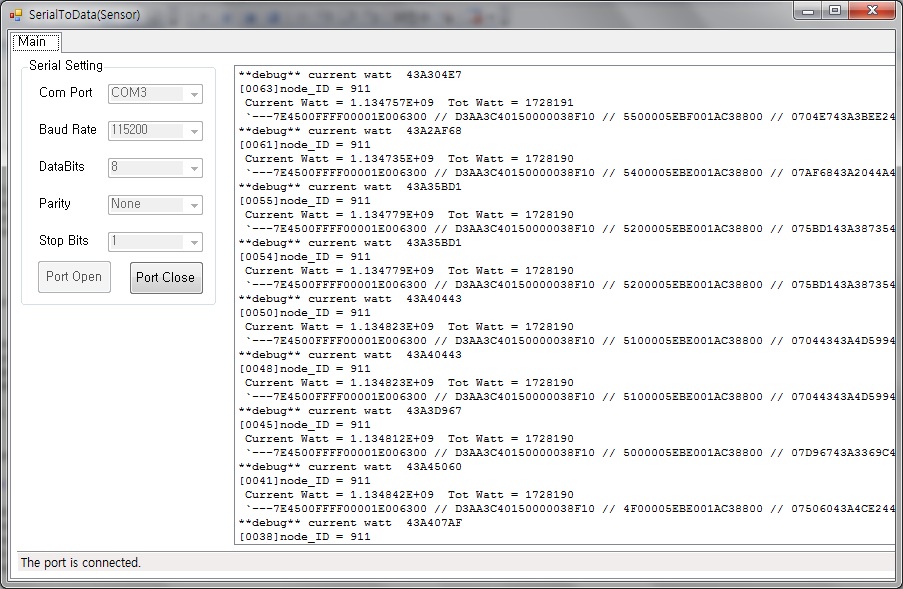 SerialToData(Sensor)
Main
Serial Setting
Com Port COM3
Baud Rate 115200
DataBits 8
Parity None
Stop Bits 1
Port Open Port Close
**debug** current watt 43A304E7
[0063]node_ID = 911
Current Watt = 1.134757E+09 Tot Watt = 1728191
`---7E4500FFFF00001E006300 // D3AA3C40150000038F10 // 5500005EBF001AC38800 // 0704E743A3BEE24
**debug** current watt 43A2AF68
[0061]node_ID = 911
Current Watt = 1.134735E+09 Tot Watt = 1728190
`---7E4500FFFF00001E006300 // D3AA3C40150000038F10 // 5400005EBE001AC38800 // 07AF6843A2044A4
**debug** current watt 43A35BD1
[0055]node_ID = 911
Current Watt = 1.134779E+09 Tot Watt = 1728190
`---7E4500FFFF00001E006300 // D3AA3C40150000038F10 // 5200005EBE001AC38800 // 075BD143A387354
**debug** current watt 43A35BD1
[0054]node_ID = 911
Current Watt = 1.134779E+09 Tot Watt = 1728190
`---7E4500FFFF00001E006300 // D3AA3C40150000038F10 // 5200005EBE001AC38800 // 075BD143A387354
**debug** current watt 43A40443
[0050]node_ID = 911
Current Watt = 1.134823E+09 Tot Watt = 1728190
`---7E4500FFFF00001E006300 // D3AA3C40150000038F10 // 5100005EBE001AC38800 // 07044343A4D5994
**debug** current watt 43A40443
[0048]node_ID = 911
Current Watt = 1.134823E+09 Tot Watt = 1728190
`---7E4500FFFF00001E006300 // D3AA3C40150000038F10 // 5100005EBE001AC38800 // 07044343A4D5994
**debug** current watt 43A3D967
[0045]node_ID = 911
Current Watt = 1.134812E+09 Tot Watt = 1728190
`---7E4500FFFF00001E006300 // D3AA3C40150000038F10 // 5000005EBE001AC38800 // 07D96743A3369C4
**debug** current watt 43A45060
[0041]node_ID = 911
Current Watt = 1.134842E+09 Tot Watt = 1728190
`---7E4500FFFF00001E006300 // D3AA3C40150000038F10 // 4F00005EBE001AC38800 // 07506043A4CE244
**debug** current watt 43A407AF
[0038]node_ID = 911
The port is connected.